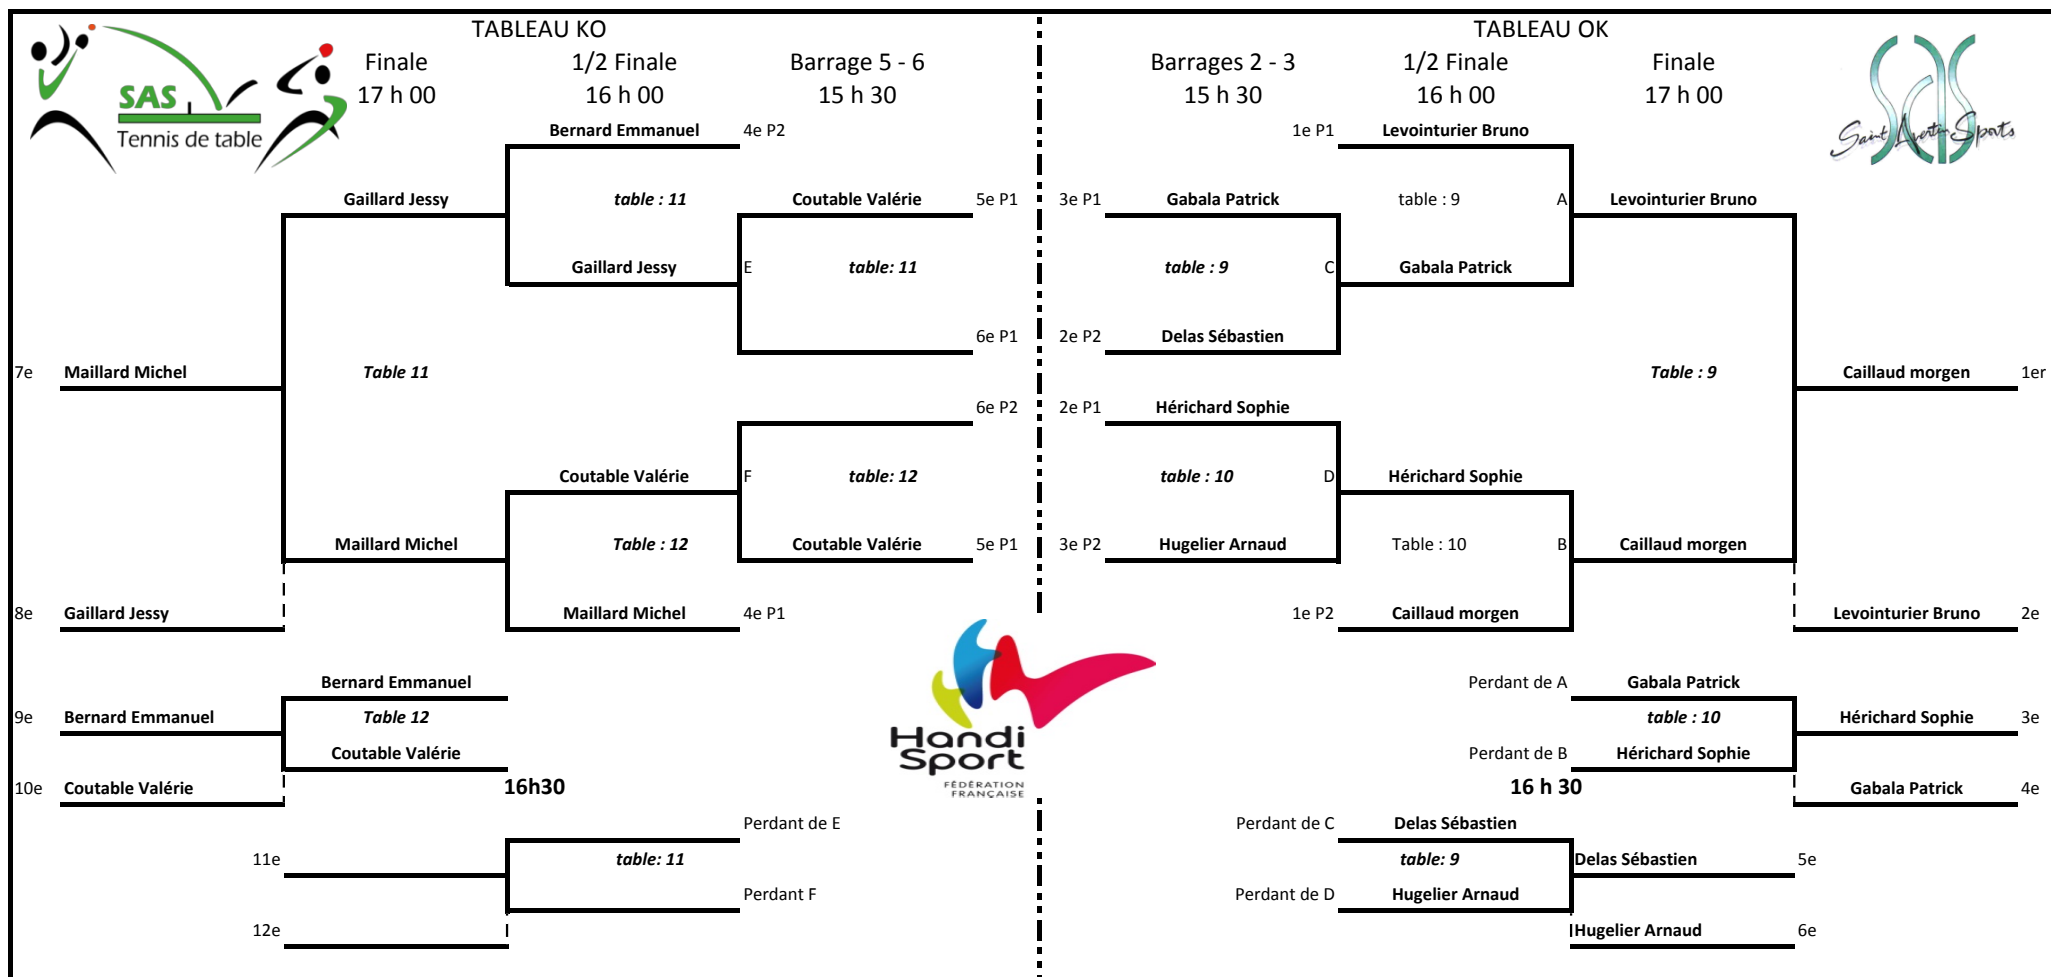 TABLEAU KO
TABLEAU OK
Finale
1/2 Finale
Barrage 5 - 6
Barrages 2 - 3
1/2 Finale
Finale
17 h 00
16 h 00
15 h 30
15 h 30
16 h 00
17 h 00
SAS
Tennis de table
Saint Avertin Sports
Bernard Emmanuel
4e P2
1e P1
Levointurier Bruno
Gaillard Jessy
table : 11
Coutable Valérie
5e P1
3e P1
Gabala Patrick
table : 9
A
Levointurier Bruno
Gaillard Jessy
E
table: 11
table : 9
C
Gabala Patrick
6e P1
2e P2
Delas Sébastien
7e
Maillard Michel
Table 11
Table : 9
Caillaud morgen
1er
6e P2
2e P1
Hérichard Sophie
Coutable Valérie
F
table: 12
table : 10
D
Hérichard Sophie
Maillard Michel
Table : 12
Coutable Valérie
5e P1
3e P2
Hugelier Arnaud
Table : 10
B
Caillaud morgen
8e
Gaillard Jessy
Maillard Michel
4e P1
1e P2
Caillaud morgen
Levointurier Bruno
2e
Bernard Emmanuel
Perdant de A
Gabala Patrick
9e
Bernard Emmanuel
Table 12
table : 10
Hérichard Sophie
3e
Coutable Valérie
Perdant de B
Hérichard Sophie
10e
Coutable Valérie
16h30
16 h 30
Gabala Patrick
4e
Handi
Sport
FÉDÉRATION
FRANÇAISE
Perdant de E
Perdant de C
Delas Sébastien
11e
table: 11
table: 9
Delas Sébastien
5e
Perdant F
Perdant de D
Hugelier Arnaud
12e
Hugelier Arnaud
6e